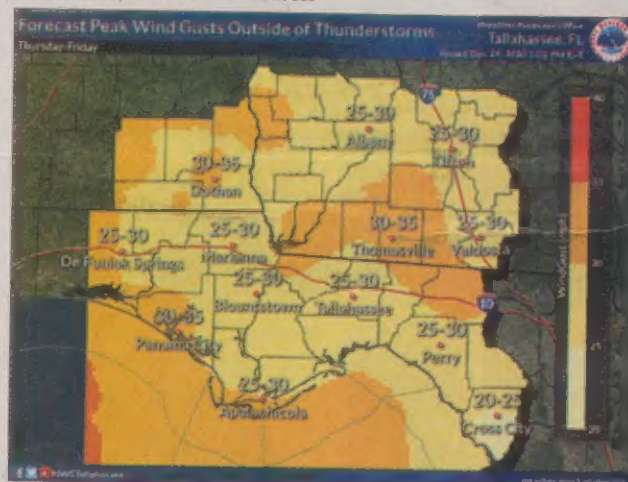 Forecast Peak Wind Gusts Outside of Thunderstorms
Tallahassee, FL
Thursday-Friday
75
25-30
Albany
25-30
Tifton
30-35
Dothan
25-30
De Funiak Springs
25-30
Marianna
30-35
Thomasville
25-30
Valdosta
25-30
Blountstown
25-30
Tallahassee
10
30-35
Panama City
25-30
Perry
25-30
Apalachicola
20-25
Cross City